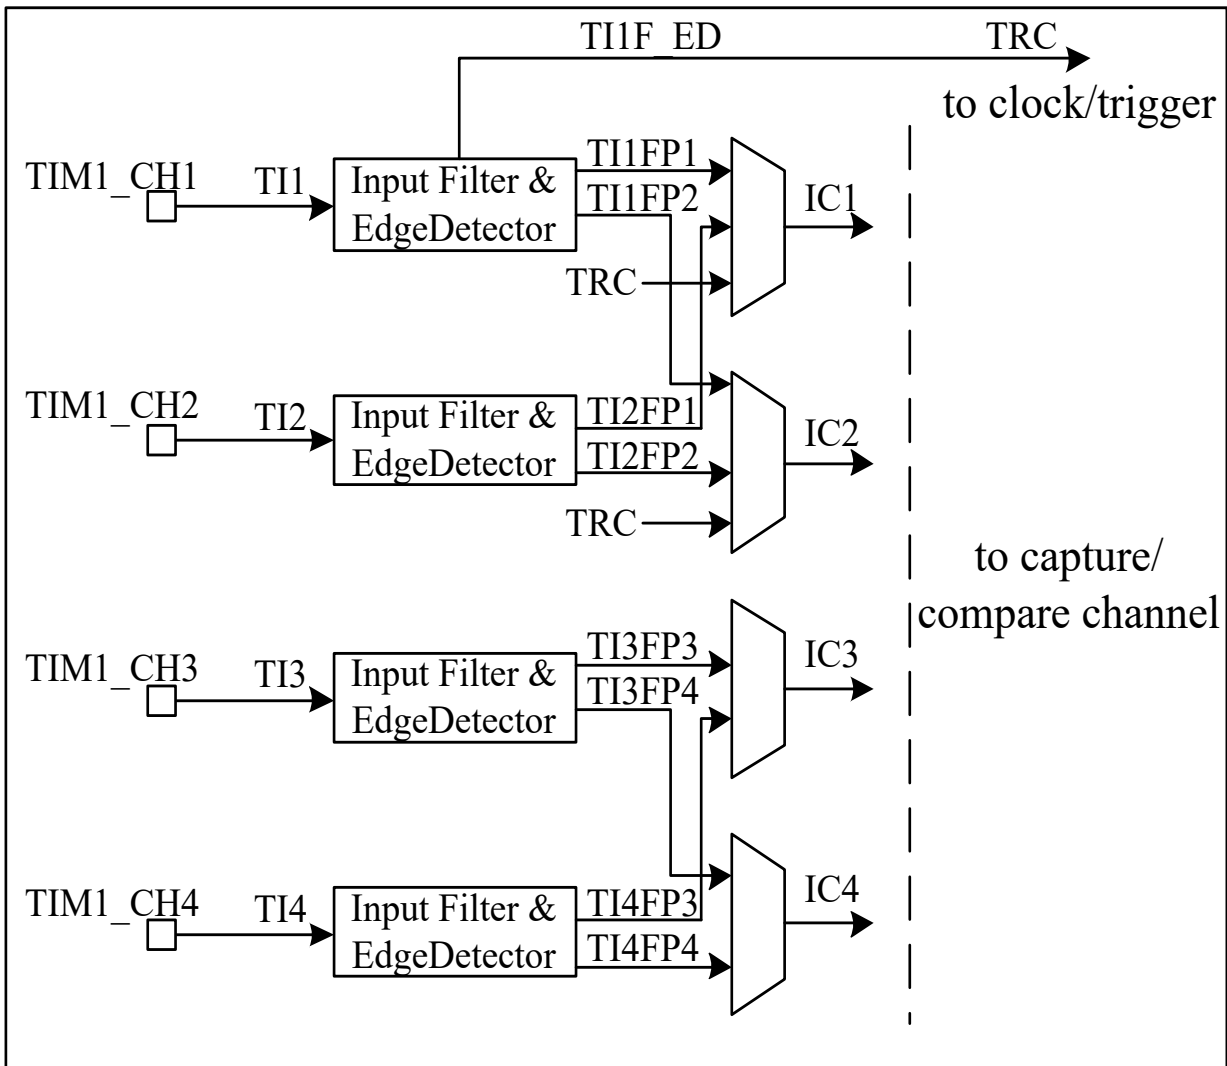 TI1F_ED
TRC
to clock/trigger
TIM1_CH1
TI1
Input Filter &
EdgeDetector
TI1FP1
TI1FP2
TRC
IC1
TIM1_CH2
TI2
Input Filter &
EdgeDetector
TI2FP1
TI2FP2
TRC
IC2
to capture/
compare channel
TIM1_CH3
TI3
Input Filter &
EdgeDetector
TI3FP3
TI3FP4
IC3
TIM1_CH4
TI4
Input Filter &
EdgeDetector
TI4FP3
TI4FP4
IC4